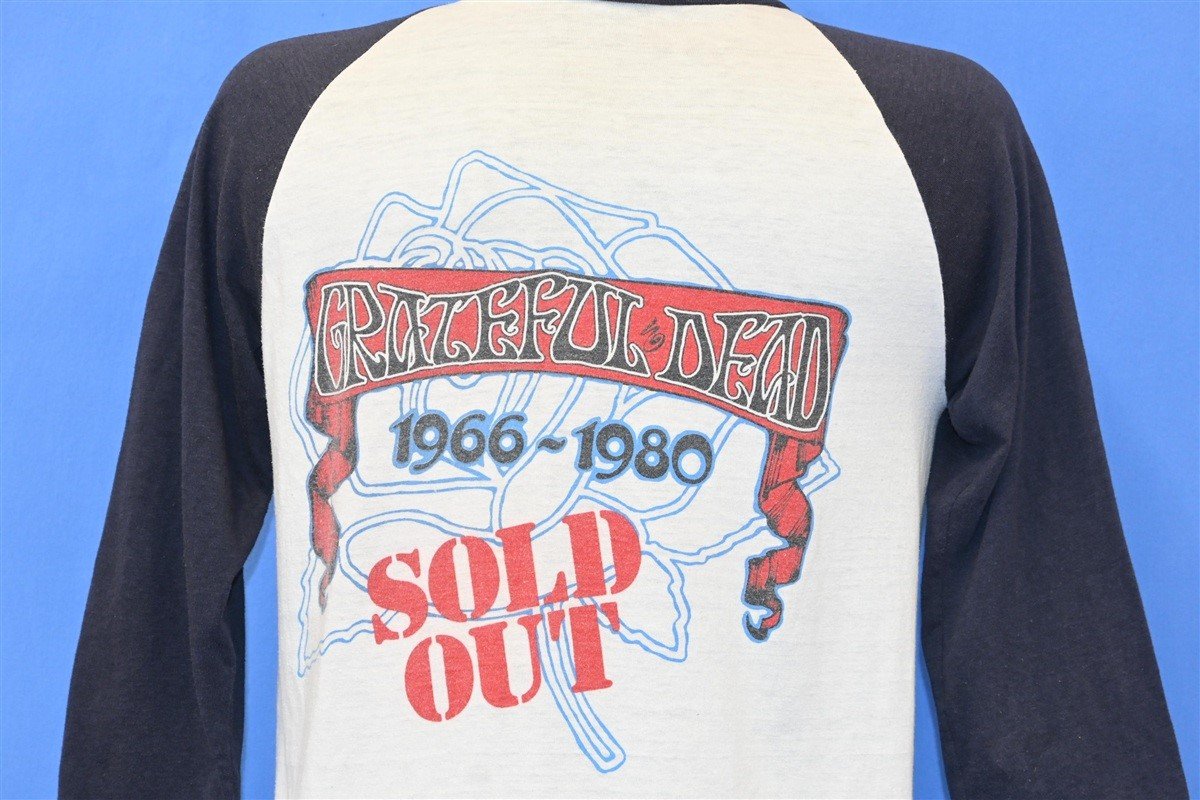 GRATEFUL DEAD
1966~1980
SOLD
OUT